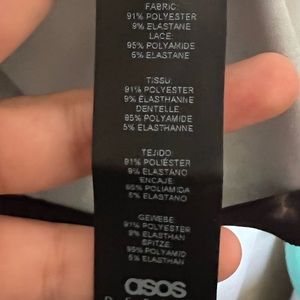 FABRIC:
91% POLYESTER
9% ELASTANE
LACE:
95% POLYAMIDE
5% ELASTANE
TISSU:
91% POLYESTER
9% ÉLASTHANNE
DENTELLE:
95% POLYAMIDE
5% ÉLASTHANNE
TEJIDO:
91% POLIÉSTER
9% ELASTANO
ENCAJE:
95% POLIAMIDA
5% ELASTANO
GEWEBE:
91% POLYESTER
9% ELASTHAN
SPITZE:
95% POLYAMID
5% ELASTHAN
asos